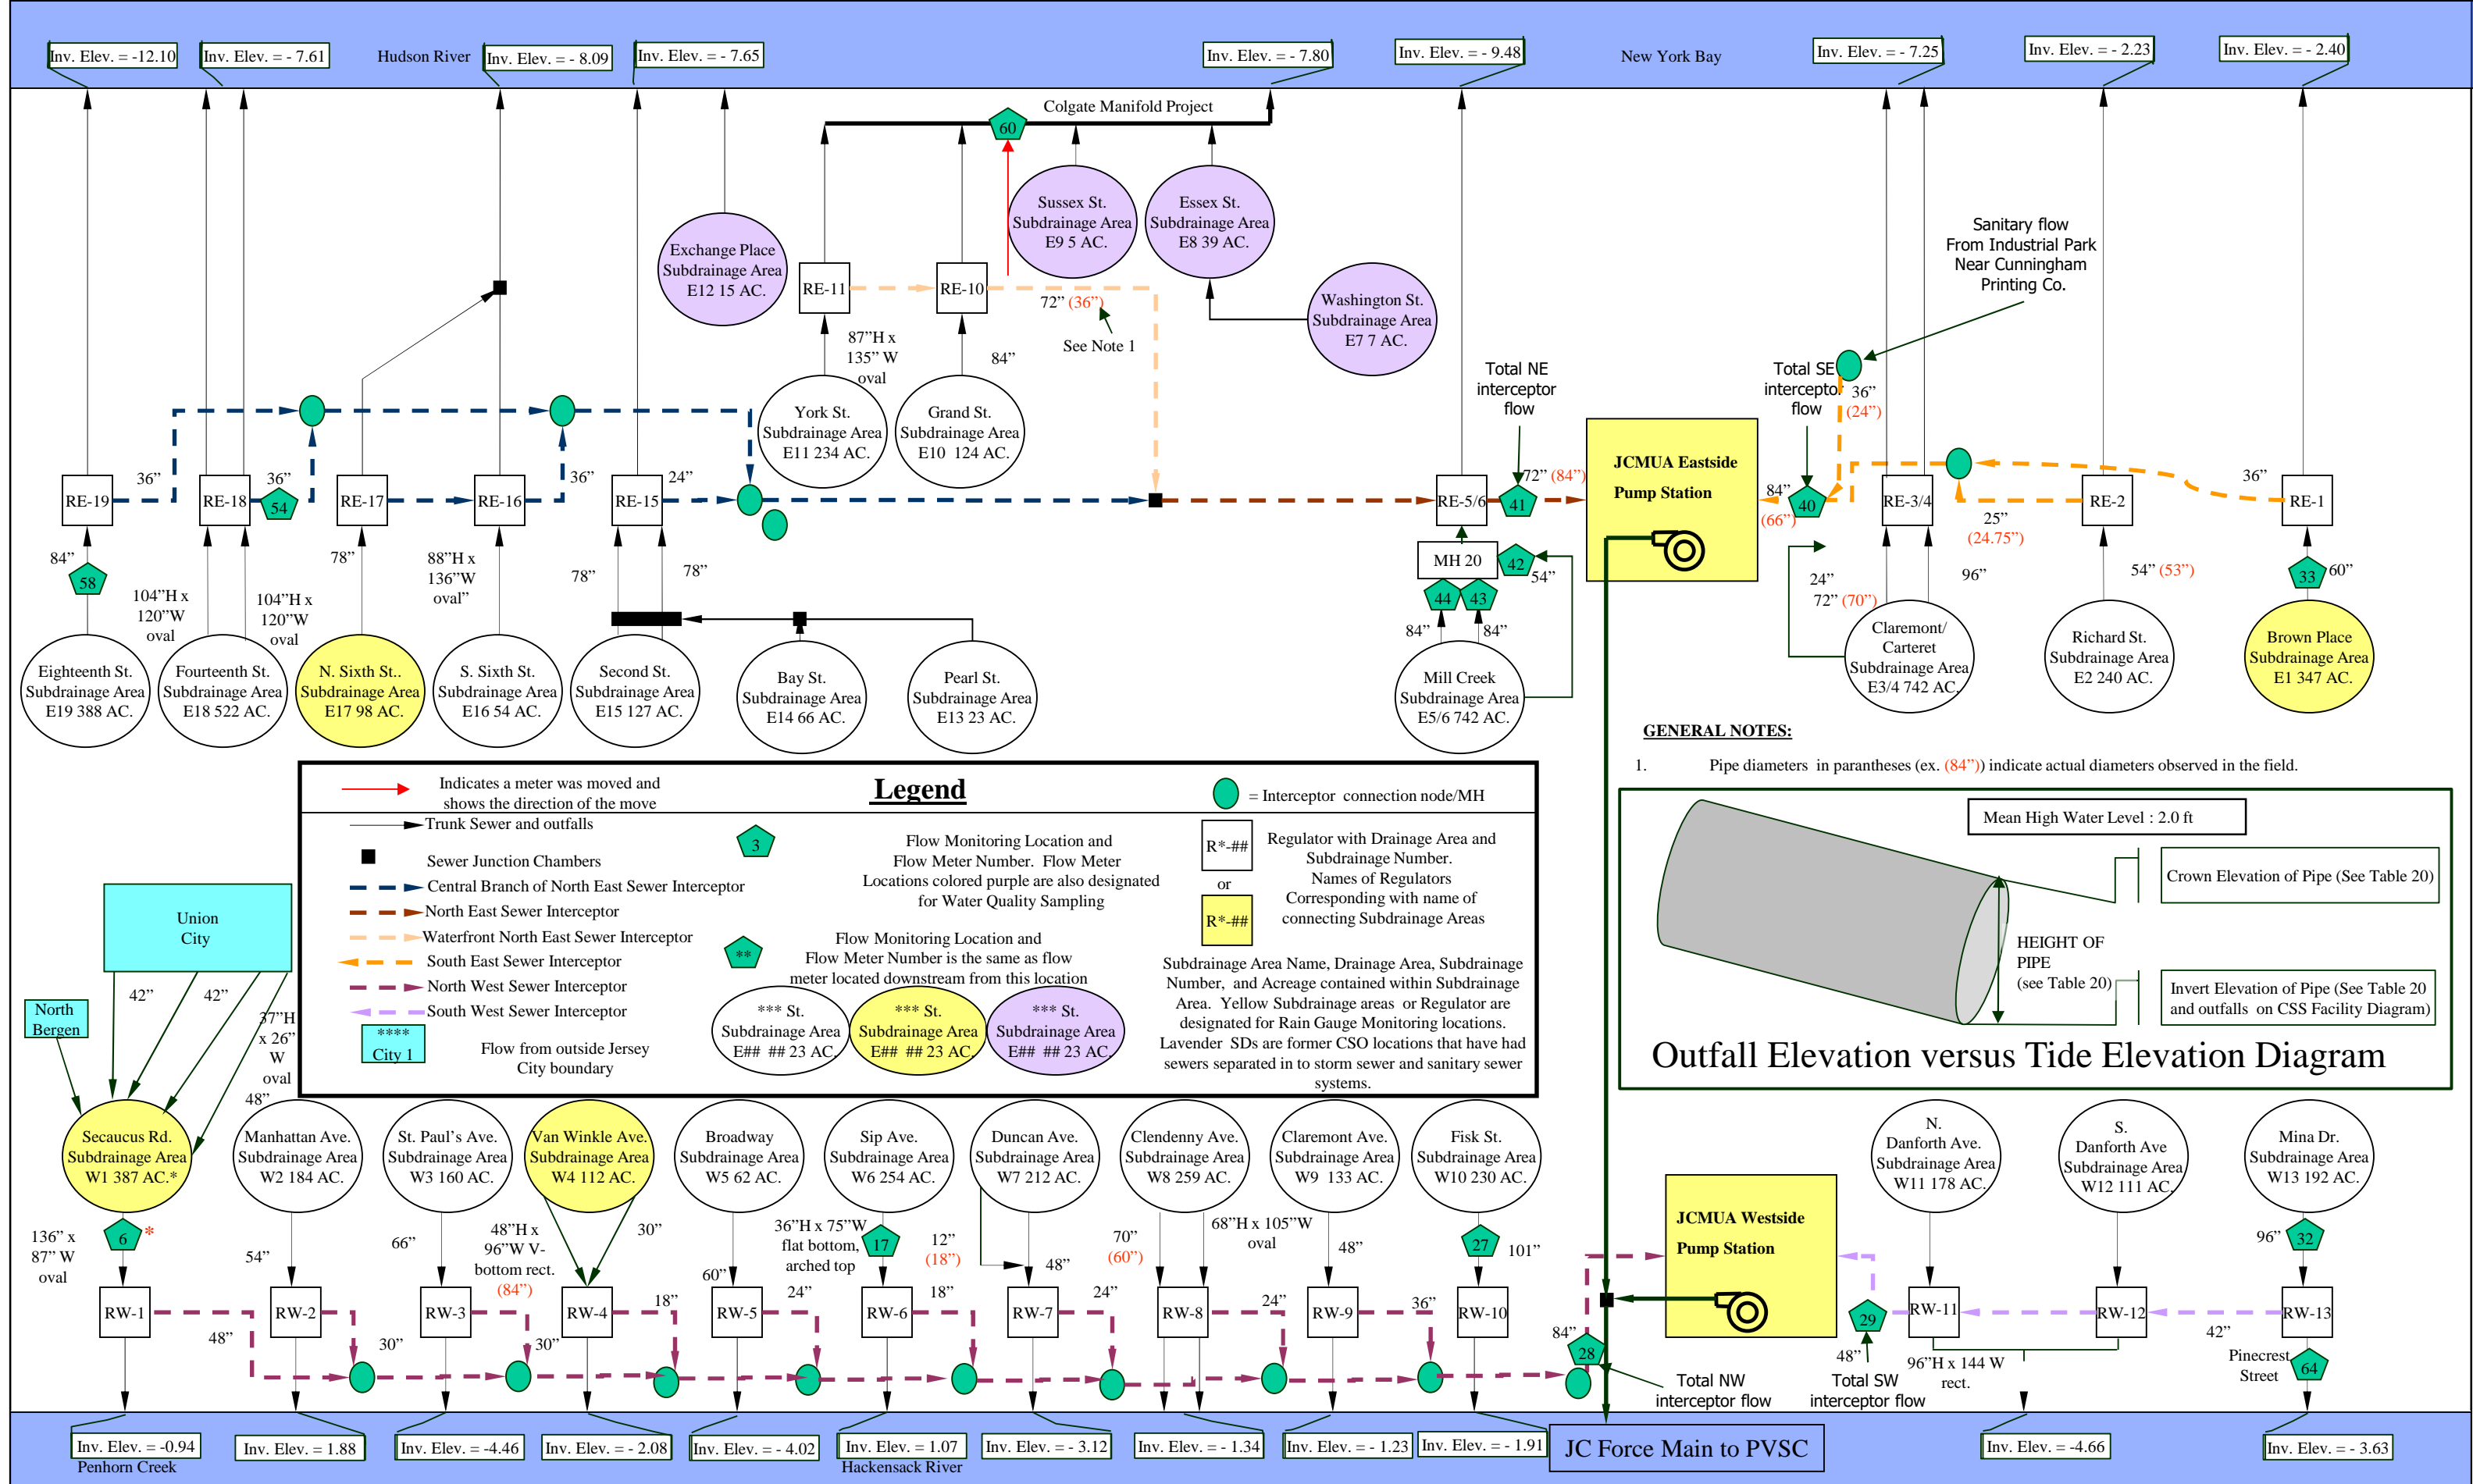 Inv. Elev. = -12.10
Inv. Elev. = - 7.61
Hudson River
Inv. Elev. = - 8.09
Inv. Elev. = - 7.65
Inv. Elev. = - 7.80
Inv. Elev. = - 9.48
New York Bay
Inv. Elev. = - 7.25
Inv. Elev. = - 2.23
Inv. Elev. = - 2.40
Colgate Manifold Project
60
Exchange Place
Subdrainage Area
E12 15 AC.
Sussex St.
Subdrainage Area
E9 5 AC.
Essex St.
Subdrainage Area
E8 39 AC.
Washington St.
Subdrainage Area
E7 7 AC.
RE-11
RE-10
72” (36”)
See Note 1
87”H x
135” W
oval
84”
York St.
Subdrainage Area
E11 234 AC.
Grand St.
Subdrainage Area
E10 124 AC.
Sanitary flow
From Industrial Park
Near Cunningham
Printing Co.
Total NE
interceptor
flow
Total SE
interceptor
flow
36”
(24”)
JCMUA Eastside
Pump Station
RE-19
36”
RE-18
36”
54
RE-17
RE-16
36”
RE-15
24”
RE-5/6
41
72” (84”)
84”
(66”)
40
RE-3/4
25”
(24.75”)
RE-2
36”
RE-1
84”
58
104”H x
120”W
oval
104”H x
120”W
oval
78”
88”H x
136”W
oval”
78”
78”
MH 20
42
54”
44
43
84”
84”
24”
72” (70”)
96”
54” (53”)
33
60”
Eighteenth St.
Subdrainage Area
E19 388 AC.
Fourteenth St.
Subdrainage Area
E18 522 AC.
N. Sixth St..
Subdrainage Area
E17 98 AC.
S. Sixth St.
Subdrainage Area
E16 54 AC.
Second St.
Subdrainage Area
E15 127 AC.
Bay St.
Subdrainage Area
E14 66 AC.
Pearl St.
Subdrainage Area
E13 23 AC.
Mill Creek
Subdrainage Area
E5/6 742 AC.
Claremont/
Carteret
Subdrainage Area
E3/4 742 AC.
Richard St.
Subdrainage Area
E2 240 AC.
Brown Place
Subdrainage Area
E1 347 AC.
GENERAL NOTES:
1. Pipe diameters in parantheses (ex. (84”)) indicate actual diameters observed in the field.
Legend
Indicates a meter was moved and
shows the direction of the move
Trunk Sewer and outfalls
Sewer Junction Chambers
Central Branch of North East Sewer Interceptor
North East Sewer Interceptor
Waterfront North East Sewer Interceptor
South East Sewer Interceptor
North West Sewer Interceptor
South West Sewer Interceptor
****
City 1
Flow from outside Jersey
City boundary
3
Flow Monitoring Location and
Flow Meter Number. Flow Meter
Locations colored purple are also designated
for Water Quality Sampling
**
Flow Monitoring Location and
Flow Meter Number is the same as flow
meter located downstream from this location
*** St.
Subdrainage Area
E## ## 23 AC.
*** St.
Subdrainage Area
E## ## 23 AC.
*** St.
Subdrainage Area
E## ## 23 AC.
= Interceptor connection node/MH
R*-##
or
R*-##
Regulator with Drainage Area and
Subdrainage Number.
Names of Regulators
Corresponding with name of
connecting Subdrainage Areas
Subdrainage Area Name, Drainage Area, Subdrainage
Number, and Acreage contained within Subdrainage
Area. Yellow Subdrainage areas or Regulator are
designated for Rain Gauge Monitoring locations.
Lavender SDs are former CSO locations that have had
sewers separated in to storm sewer and sanitary sewer
systems.
Mean High Water Level : 2.0 ft
Crown Elevation of Pipe (See Table 20)
HEIGHT OF
PIPE
(see Table 20)
Invert Elevation of Pipe (See Table 20
and outfalls on CSS Facility Diagram)
Outfall Elevation versus Tide Elevation Diagram
Union
City
North
Bergen
42”
42”
37”H
x 26”
W
oval
48”
Secaucus Rd.
Subdrainage Area
W1 387 AC.*
Manhattan Ave.
Subdrainage Area
W2 184 AC.
St. Paul’s Ave.
Subdrainage Area
W3 160 AC.
Van Winkle Ave.
Subdrainage Area
W4 112 AC.
Broadway
Subdrainage Area
W5 62 AC.
Sip Ave.
Subdrainage Area
W6 254 AC.
Duncan Ave.
Subdrainage Area
W7 212 AC.
Clendenny Ave.
Subdrainage Area
W8 259 AC.
Claremont Ave.
Subdrainage Area
W9 133 AC.
Fisk St.
Subdrainage Area
W10 230 AC.
N.
Danforth Ave.
Subdrainage Area
W11 178 AC.
S.
Danforth Ave
Subdrainage Area
W12 111 AC.
Mina Dr.
Subdrainage Area
W13 192 AC.
136” x
87” W
oval
6
*
54”
66”
48”H x
96”W V-
bottom rect.
(84”)
30”
60”
36”H x 75”W
flat bottom,
arched top
17
12”
(18”)
48”
70”
(60”)
68”H x 105”W
oval
48”
27
101”
JCMUA Westside
Pump Station
96”
32
RW-1
RW-2
RW-3
RW-4
RW-5
RW-6
RW-7
RW-8
RW-9
RW-10
RW-11
RW-12
RW-13
48”
30”
30”
18”
24”
18”
24”
24”
36”
84”
28
29
48”
42”
96”H x 144 W
rect.
Pinecrest
Street
64
Total NW
interceptor flow
Total SW
interceptor flow
Inv. Elev. = -0.94
Penhorn Creek
Inv. Elev. = 1.88
Inv. Elev. = -4.46
Inv. Elev. = - 2.08
Inv. Elev. = - 4.02
Inv. Elev. = 1.07
Hackensack River
Inv. Elev. = - 3.12
Inv. Elev. = - 1.34
Inv. Elev. = - 1.23
Inv. Elev. = - 1.91
JC Force Main to PVSC
Inv. Elev. = -4.66
Inv. Elev. = - 3.63